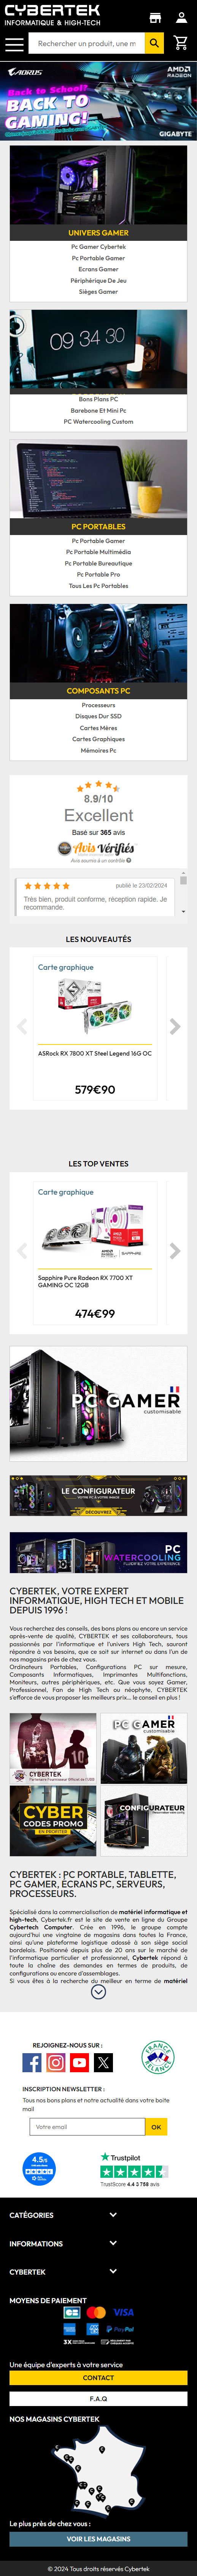 CYBERTEK
INFORMATIQUE & HIGH-TECH
Rechercher un produit, une m
AORUS
AMD
RADEON
Back to School?
BACK TO
GAMING!
GIGABYTE
UNIVERS GAMER
Pc Gamer Cybertek
Pc Portable Gamer
Ecrans Gamer
Périphérique De Jeu
Sièges Gamer
09 34 30
Bons Plans PC
Barebone Et Mini Pc
PC Watercooling Custom
PC PORTABLES
Pc Portable Gamer
Pc Portable Multimédia
Pc Portable Bureautique
Pc Portable Pro
Tous Les Pc Portables
COMPOSANTS PC
Processeurs
Disques Dur SSD
Cartes Mères
Cartes Graphiques
Mémoires Pc
8.9/10
Excellent
Basé sur 365 avis
Avis Vérifiés
Avis soumis à un contrôle
publié le 23/02/2024
Très bien, produit conforme, réception rapide. Je
recommande.
LES NOUVEAUTÉS
Carte graphique
ASRock RX 7800 XT Steel Legend 16G OC
579€90
LES TOP VENTES
Carte graphique
Sapphire Pure Radeon RX 7700 XT
GAMING OC 12GB
474€99
PC GAMER
customisable
LE CONFIGURATEUR
VOTRE PC À VOTRE IMAGE
DÉCOUVREZ
PC
WATERCOOLING
CYBERTEK, VOTRE EXPERT
INFORMATIQUE, HIGH TECH ET MOBILE
DEPUIS 1996 !
Vous recherchez des conseils, des bons plans ou encore un service
après-vente de qualité, CYBERTEK et ses collaborateurs, tous
passionnés par l'informatique et l'univers High Tech, sauront
répondre à vos besoins, que ce soit sur internet ou dans l'un de
nos magasins près de chez vous.
Ordinateurs Portables, Configurations PC sur mesure,
Composants Informatiques, Imprimantes Multifonctions,
Moniteurs, autres périphériques, etc. Que vous soyez Gamer,
Professionnel, Fan de High Tech ou néophyte, CYBERTEK
s'efforce de vous proposer les meilleurs prix... le conseil en plus !
CYBERTEK
PC GAMER
customisable
CYBER
CODES PROMO
EN PROFITER
CONFIGURATEUR
CYBERTEK : PC PORTABLE, TABLETTE,
PC GAMER, ÉCRANS PC, SERVEURS,
PROCESSEURS.
Spécialisé dans la commercialisation de matériel informatique et
high-tech, Cybertek.fr est le site de vente en ligne du Groupe
Cybertech Computer. Crée en 1996, le groupe compte
aujourd'hui une vingtaine de magasins dans toutes la France,
ainsi qu'une plateforme logistique adossé à son siège social
bordelais. Positionné depuis plus de 20 ans sur le marché de
l'informatique particulier et professionnel, Cybertek répond à
toute la chaîne des demandes en termes de produits, de
configurations ou encore d'assemblages.
Si vous êtes à la recherche du meilleur en terme de matériel
REJOIGNEZ-NOUS SUR :
FRANCE
RELANCE
INSCRIPTION NEWSLETTER :
Tous nos bons plans et notre actualité dans votre boite
mail
Votre email
OK
4.5/5
Trustpilot
TrustScore 4.4 3 758 avis
CATÉGORIES
INFORMATIONS
CYBERTEK
MOYENS DE PAIEMENT
CB
VISA
PayPal
3X
Une équipe d'experts à votre service
CONTACT
F.A.Q
NOS MAGASINS CYBERTEK
Le plus près de chez vous :
VOIR LES MAGASINS
© 2024 Tous droits réservés Cybertek